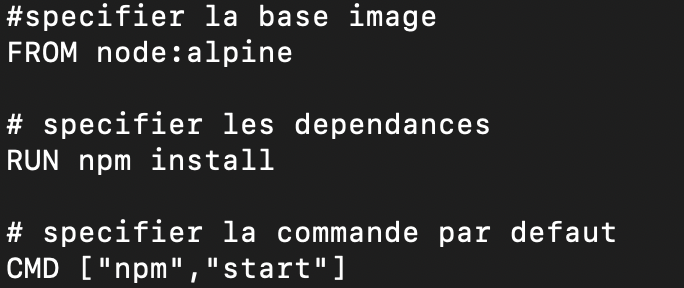 #specifier la base image
FROM node:alpine
# specifier les dependances
RUN npm install
# specifier la commande par defaut
CMD ["npm","start"]